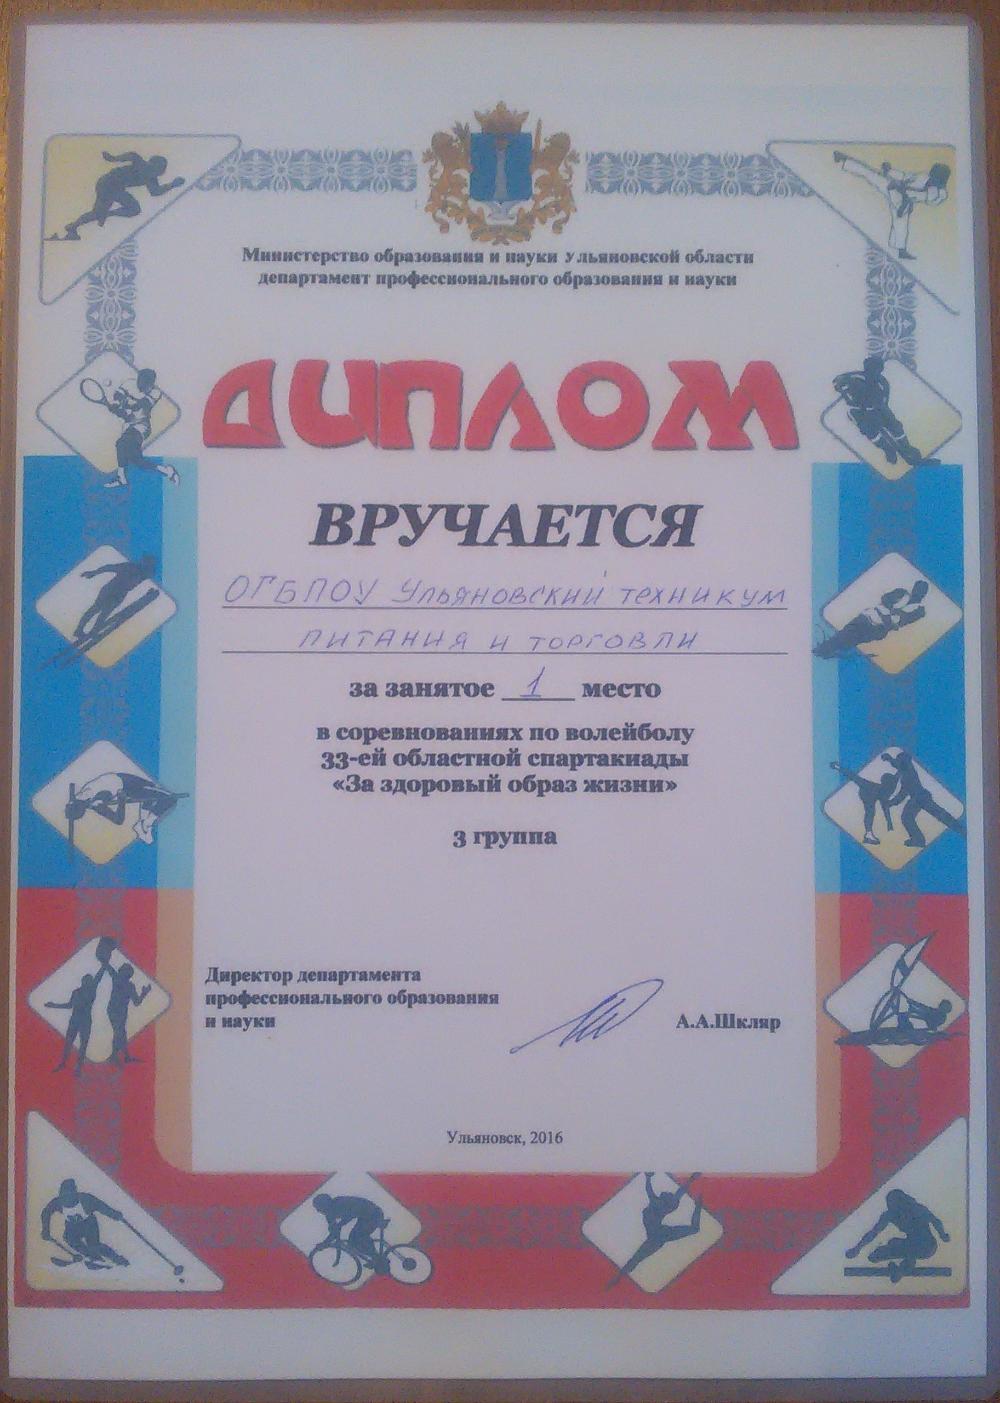 Министерство образования и науки Ульяновской области
департамент профессионального образования и науки
ДИПЛОМ
ВРУЧАЕТСЯ
ОГБПОУ Ульяновский техникум
питания и торговли
за занятое 1 место
в соревнованиях по волейболу
33-ей областной спартакиады
«За здоровый образ жизни»
3 группа
Директор департамента
профессионального образования
и науки
А.А.Шкляр
Ульяновск, 2016